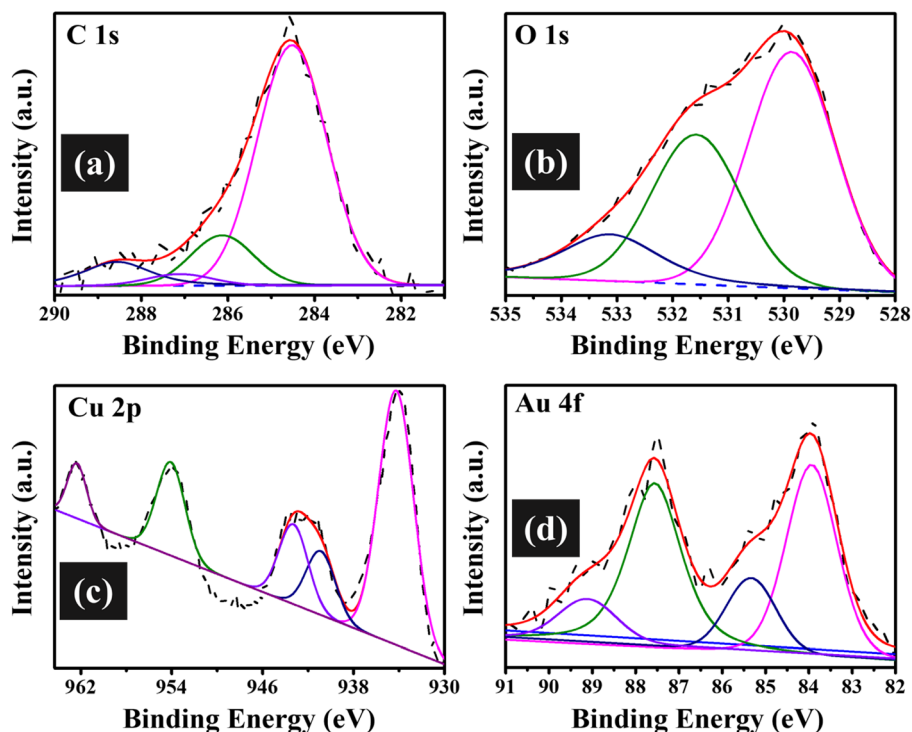 C 1s
(a)
Intensity (a.u.)
290 288 286 284 282
Binding Energy (eV)
O 1s
(b)
Intensity (a.u.)
535 534 533 532 531 530 529 528
Binding Energy (eV)
Cu 2p
(c)
Intensity (a.u.)
962 954 946 938 930
Binding Energy (eV)
Au 4f
(d)
Intensity (a.u.)
91 90 89 88 87 86 85 84 83 82
Binding Energy (eV)